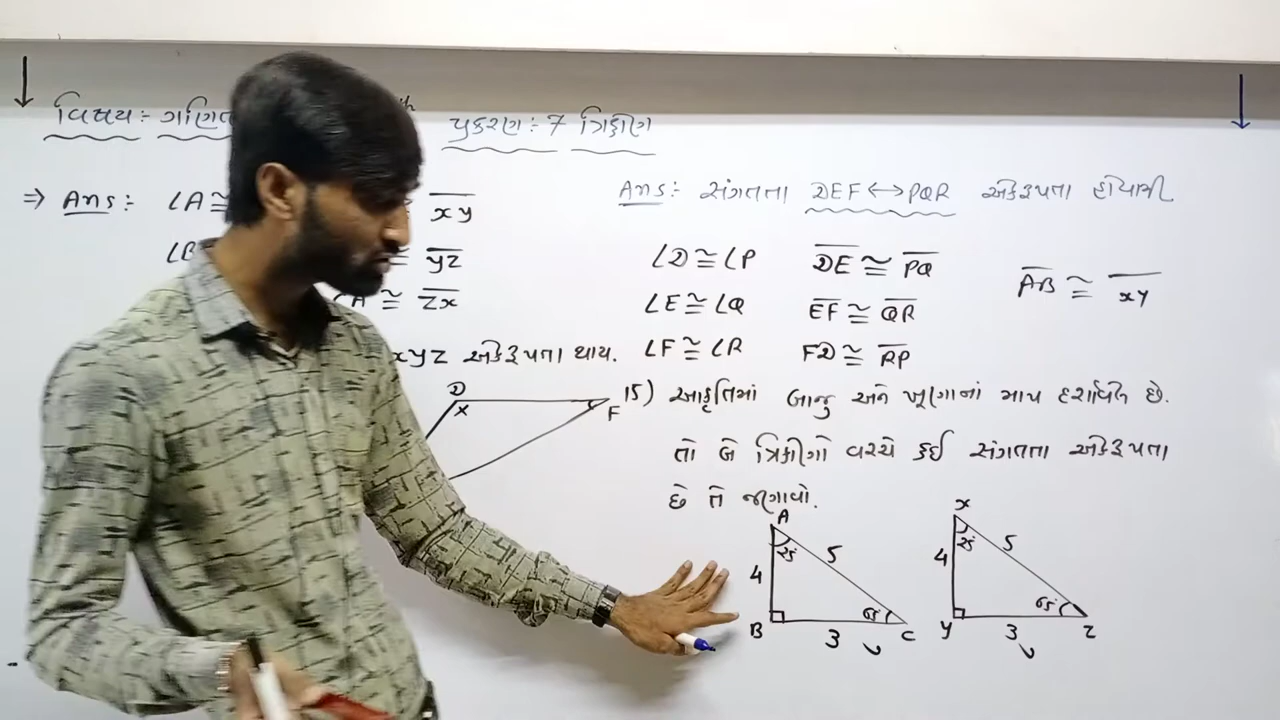 વિષય:- ગણિત
પ્રકરણ:- 7 ત્રિકોણ
⇒ Ans:- ∠A ≅
XY
∠B
≅ YZ
≅ ZX
XYZ એકરૂપતા થાય.
D
X
F
Ans:- સંગતતા DEF ↔ PQR એકરૂપતા હોવાથી
∠D ≅ ∠P DE ≅ PQ
∠E ≅ ∠Q EF ≅ QR
∠F ≅ ∠R FD ≅ RP
AB ≅ XY
15) આકૃતિમાં બાજુ અને ખૂણાનાં માપ દર્શાવેલ છે.
તો બે ત્રિકોણો વચ્ચે કઈ સંગતતા એકરૂપતા
છે તે જણાવો.
A
25°
4 5
65°
B 3 C
X
25°
4 5
65°
Y 3 Z